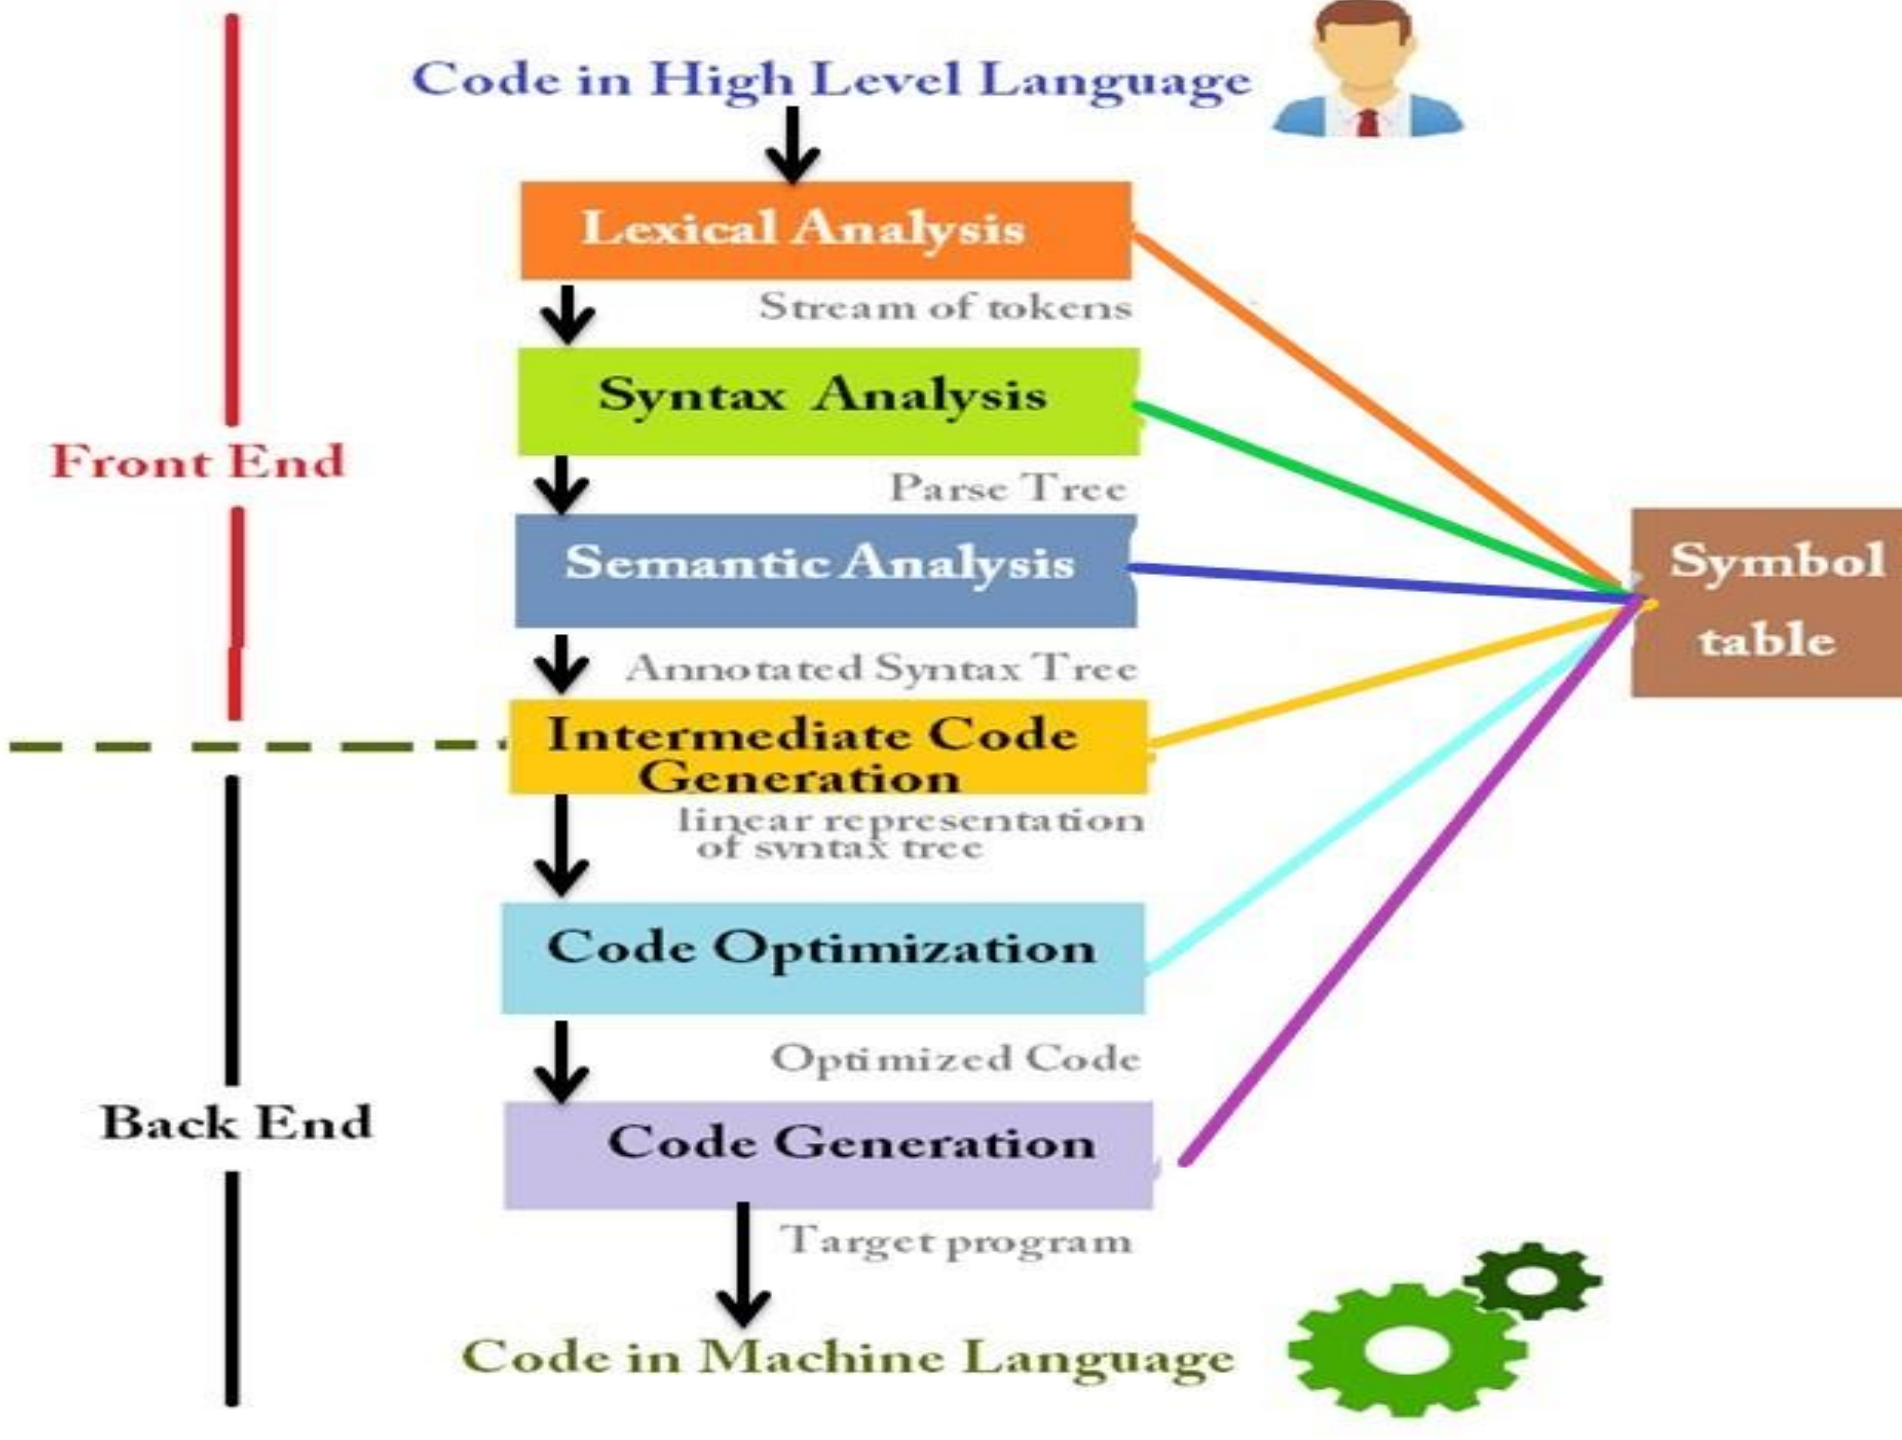 Code in High Level Language
Lexical Analysis
Stream of tokens
Syntax Analysis
Parse Tree
Front End
Semantic Analysis
Symbol
table
Annotated Syntax Tree
Intermediate Code
Generation
linear representation
of syntax tree
Code Optimization
Optimized Code
Back End
Code Generation
Target program
Code in Machine Language